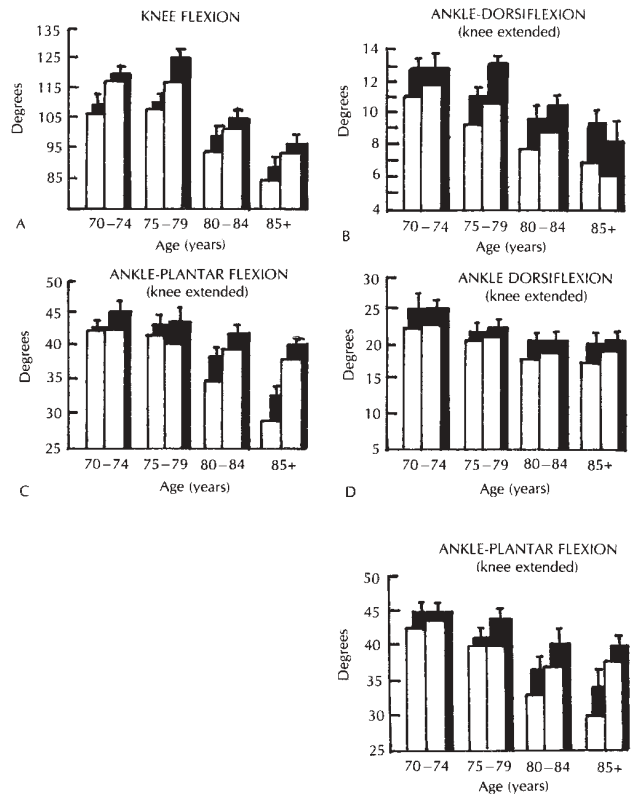 KNEE FLEXION
135
125
115
105
95
85
Degrees
70–74 75–79 80–84 85+
Age (years)
A
ANKLE-DORSIFLEXION
(knee extended)
14
12
10
8
6
4
Degrees
70–74 75–79 80–84 85+
Age (years)
B
ANKLE-PLANTAR FLEXION
(knee extended)
50
45
40
35
30
25
Degrees
70–74 75–79 80–84 85+
Age (years)
C
ANKLE DORSIFLEXION
(knee extended)
30
25
20
15
10
5
Degrees
70–74 75–79 80–84 85+
Age (years)
D
ANKLE-PLANTAR FLEXION
(knee extended)
50
45
40
35
30
25
Degrees
70–74 75–79 80–84 85+
Age (years)